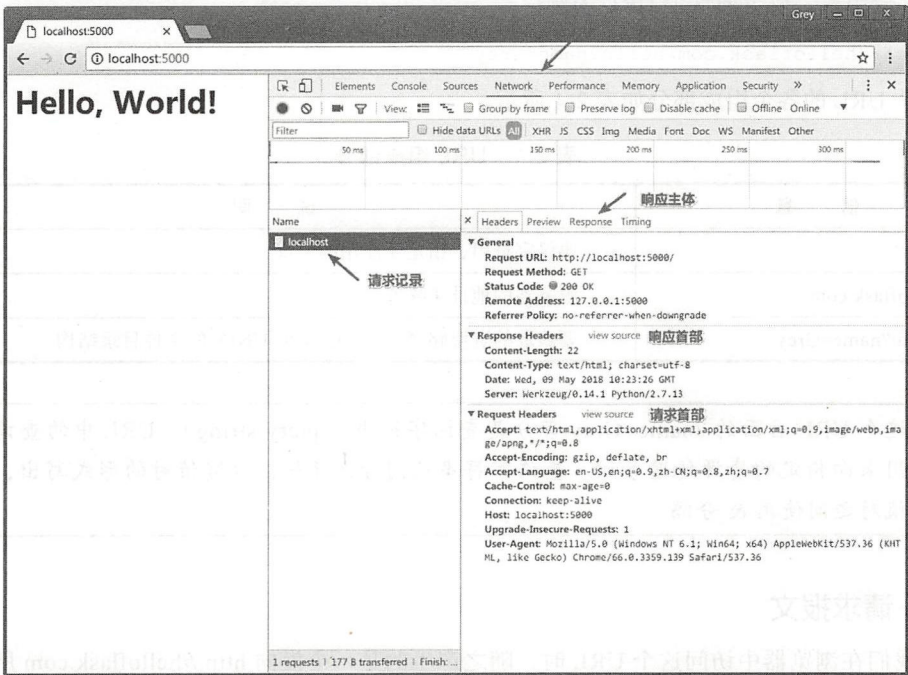 Grey
localhost:5000
localhost:5000
Hello, World!
Elements Console Sources Network Performance Memory Application Security »
View: Group by frame Preserve log Disable cache Offline Online
Filter Hide data URLs All XHR JS CSS Img Media Font Doc WS Manifest Other
50 ms 100 ms 150 ms 200 ms 250 ms 300 ms
响应主体
Name
× Headers Preview Response Timing
localhost
请求记录
General
Request URL: http://localhost:5000/
Request Method: GET
Status Code: 200 OK
Remote Address: 127.0.0.1:5000
Referrer Policy: no-referrer-when-downgrade
Response Headers view source 响应首部
Content-Length: 22
Content-Type: text/html; charset=utf-8
Date: Wed, 09 May 2018 10:23:26 GMT
Server: Werkzeug/0.14.1 Python/2.7.13
Request Headers view source 请求首部
Accept: text/html,application/xhtml+xml,application/xml;q=0.9,image/webp,ima
ge/apng,*/*;q=0.8
Accept-Encoding: gzip, deflate, br
Accept-Language: en-US,en;q=0.9,zh-CN;q=0.8,zh;q=0.7
Cache-Control: max-age=0
Connection: keep-alive
Host: localhost:5000
Upgrade-Insecure-Requests: 1
User-Agent: Mozilla/5.0 (Windows NT 6.1; Win64; x64) AppleWebKit/537.36 (KHT
ML, like Gecko) Chrome/66.0.3359.139 Safari/537.36
1 requests | 177 B transferred | Finish: ...